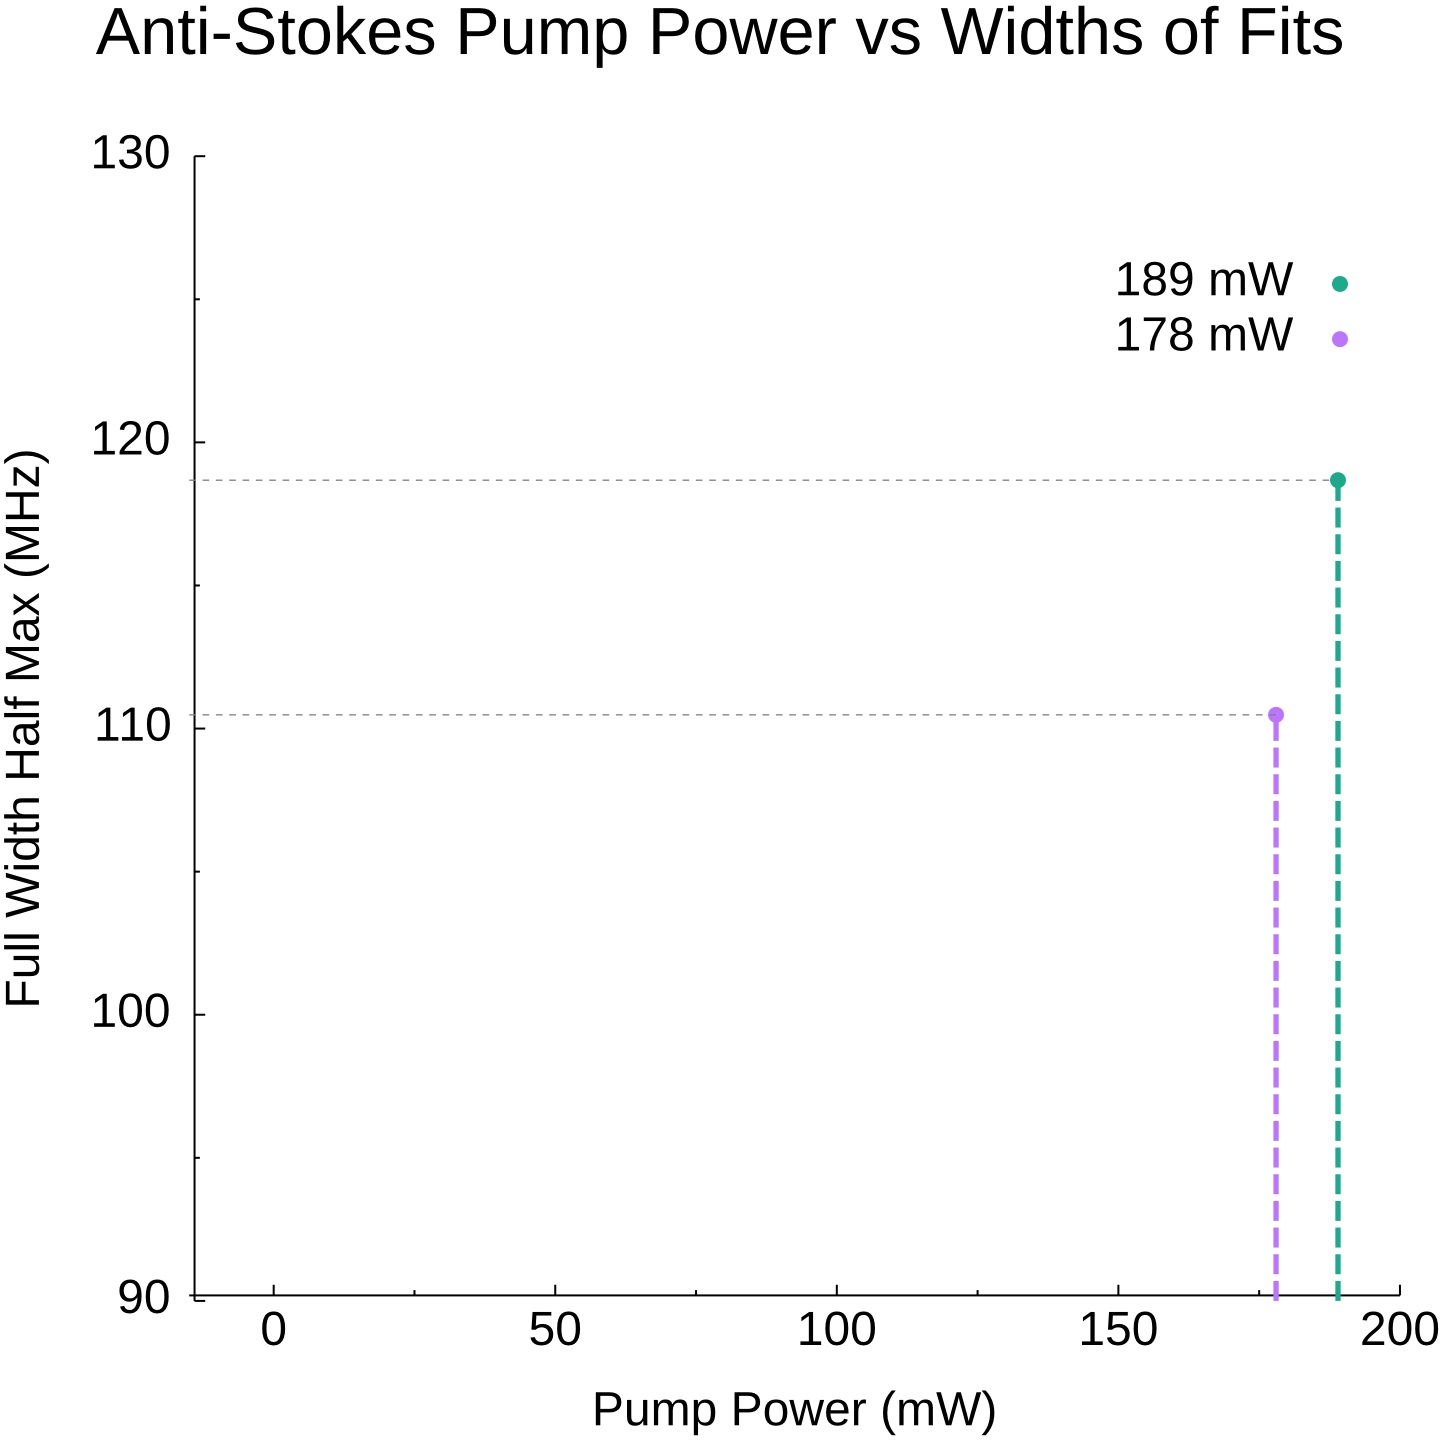 Anti-Stokes Pump Power vs Widths of Fits
130
189 mW
178 mW
120
Full Width Half Max (MHz)
110
100
90
0 50 100 150 200
Pump Power (mW)